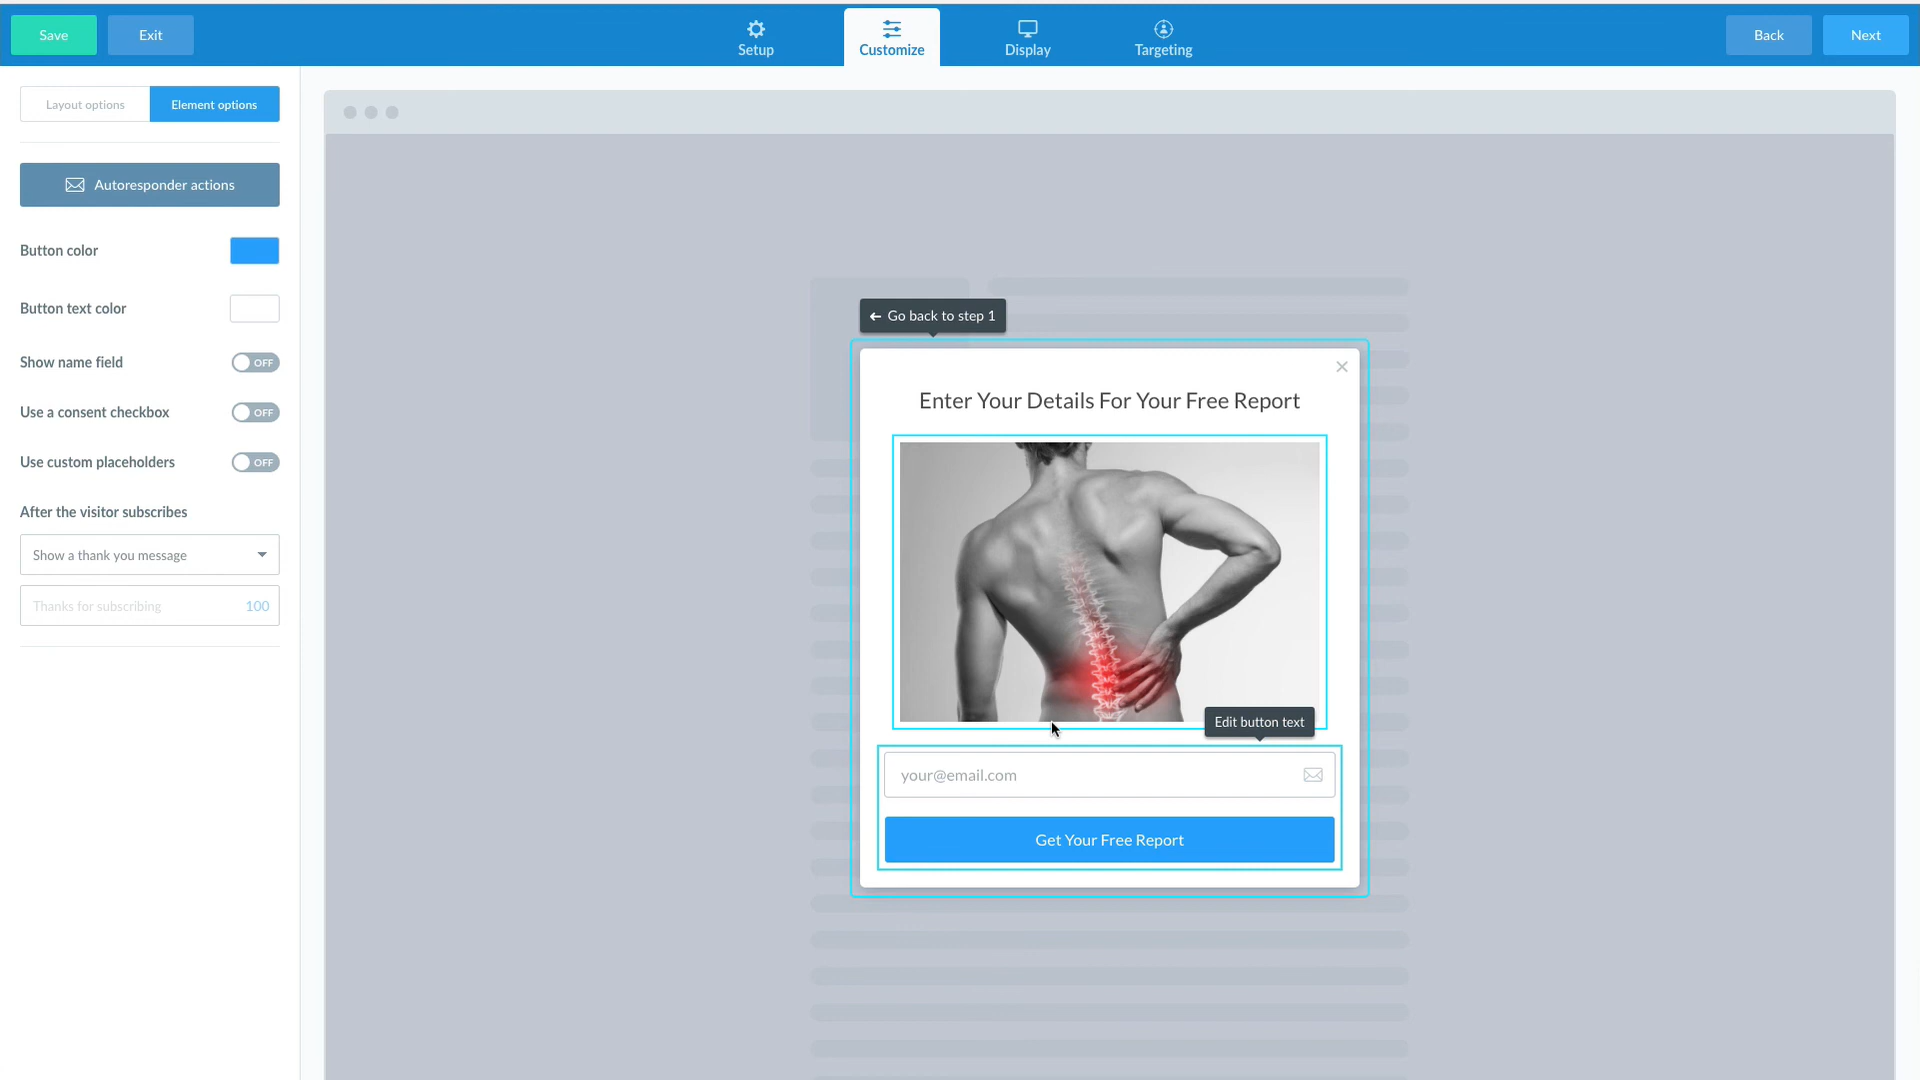 Save
Exit
Setup
Customize
Display
Targeting
Back
Next
Layout options
Element options
Autoresponder actions
Button color
Button text color
Show name field
OFF
Use a consent checkbox
OFF
Use custom placeholders
OFF
After the visitor subscribes
Show a thank you message
Thanks for subscribing
100
Go back to step 1
Enter Your Details For Your Free Report
Edit button text
your@email.com
Get Your Free Report